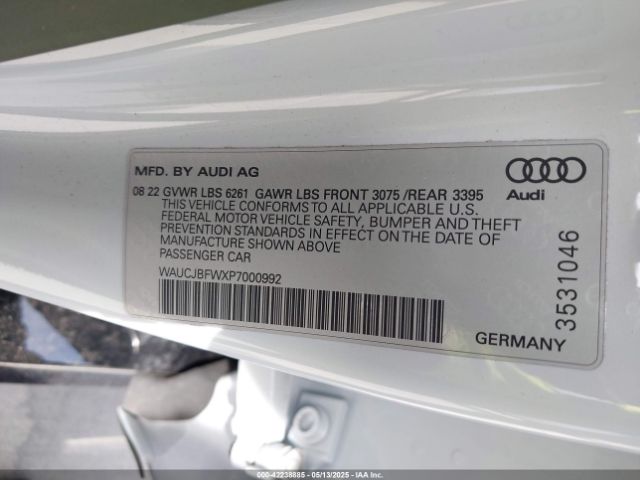 MFD. BY AUDI AG
08 22 GVWR LBS 6261 GAWR LBS FRONT 3075 /REAR 3395
THIS VEHICLE CONFORMS TO ALL APPLICABLE U.S.
FEDERAL MOTOR VEHICLE SAFETY, BUMPER AND THEFT
PREVENTION STANDARDS IN EFFECT ON THE DATE OF
MANUFACTURE SHOWN ABOVE
PASSENGER CAR
WAUCJBFWXP7000992
Audi
3531046
GERMANY
000-42238885 - 05/13/2025 - IAA, Inc.